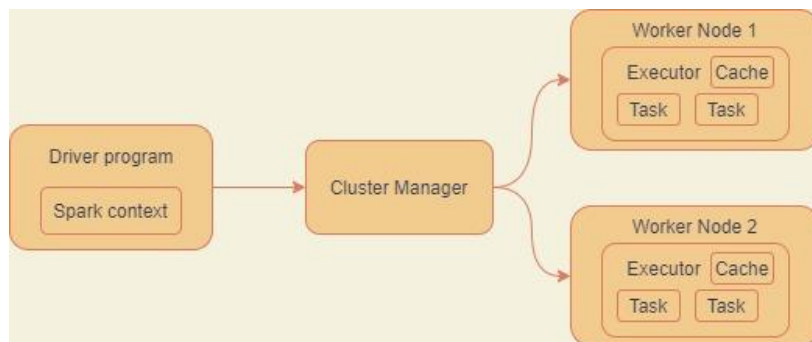 Driver program
Spark context
Cluster Manager
Worker Node 1
Executor Cache
Task Task
Worker Node 2
Executor Cache
Task Task